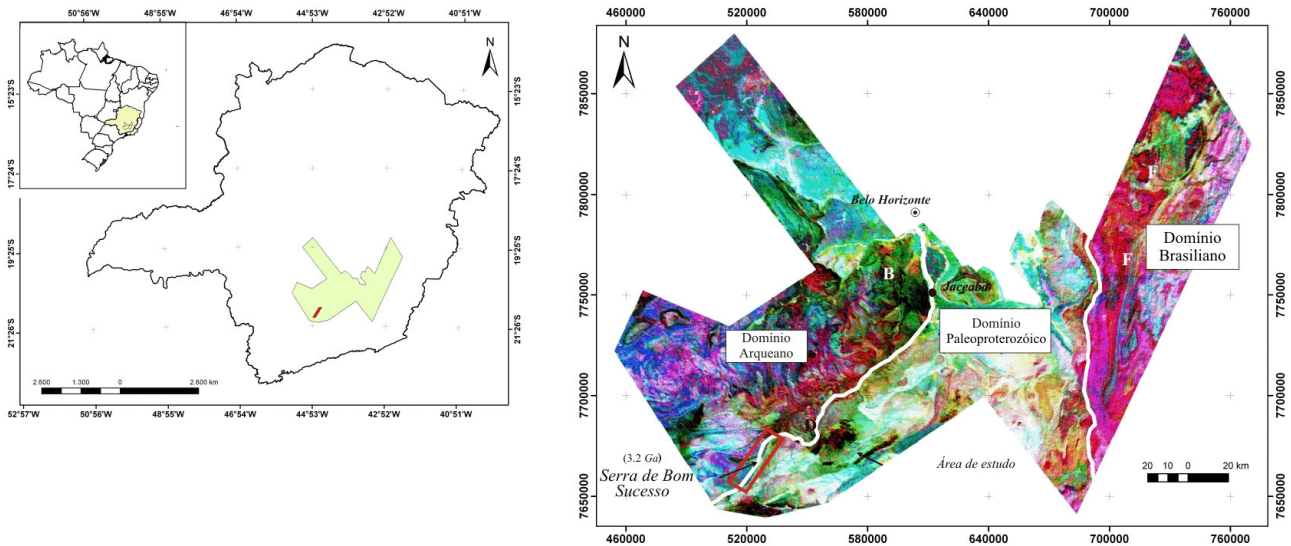 50°56'W 48°55'W 46°54'W 44°53'W 42°52'W 40°51'W
N
15°23'S
17°24'S
19°25'S
21°26'S
15°23'S
17°24'S
19°25'S
21°26'S
2.600 1.300 0 2.600 km
52°57'W 50°56'W 48°55'W 46°54'W 44°53'W 42°52'W 40°51'W
460000 520000 580000 640000 700000 760000
N
7850000
7800000
7750000
7700000
7650000
7850000
7800000
7750000
7700000
7650000
Belo Horizonte
F
Domínio
Brasiliano
B
F
Jaceaba
Domínio
Paleoproterozóico
Domínio
Arqueano
D
(3.2 Ga)
Serra de Bom
Sucesso
Área de estudo
20 10 0 20 km
460000 520000 580000 640000 700000 760000